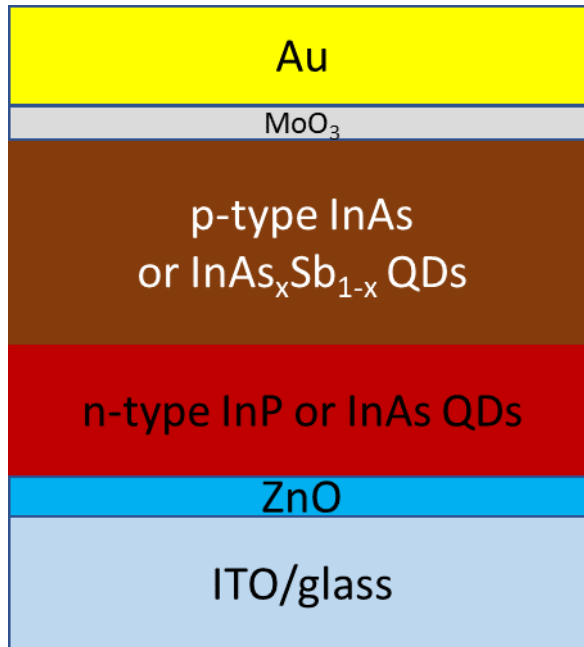 Au
MoO₃
p-type InAs
or InAsₓSb₁₋ₓ QDs
n-type InP or InAs QDs
ZnO
ITO/glass